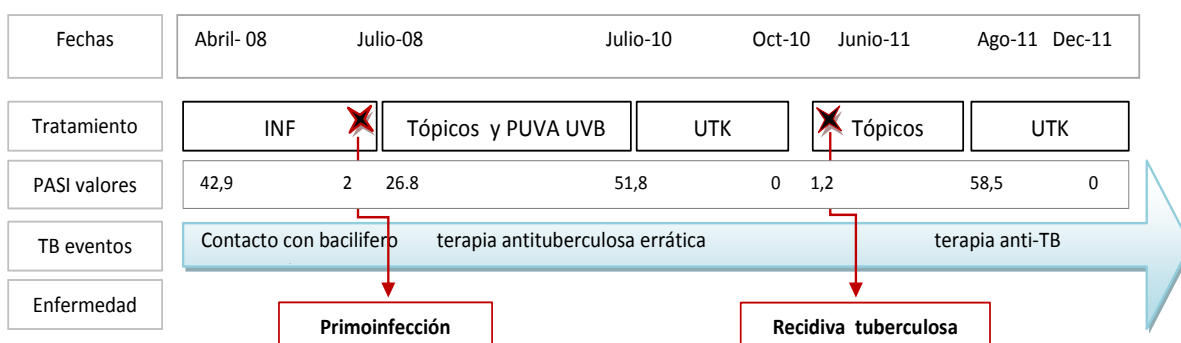 Fechas
Abril- 08 Julio-08 Julio-10 Oct-10 Junio-11 Ago-11 Dec-11
Tratamiento
INF Tópicos y PUVA UVB UTK Tópicos UTK
PASI valores
42,9 2 26.8 51,8 0 1,2 58,5 0
TB eventos
Contacto con bacilifero terapia antituberculosa errática terapia anti-TB
Enfermedad
Primoinfección Recidiva tuberculosa